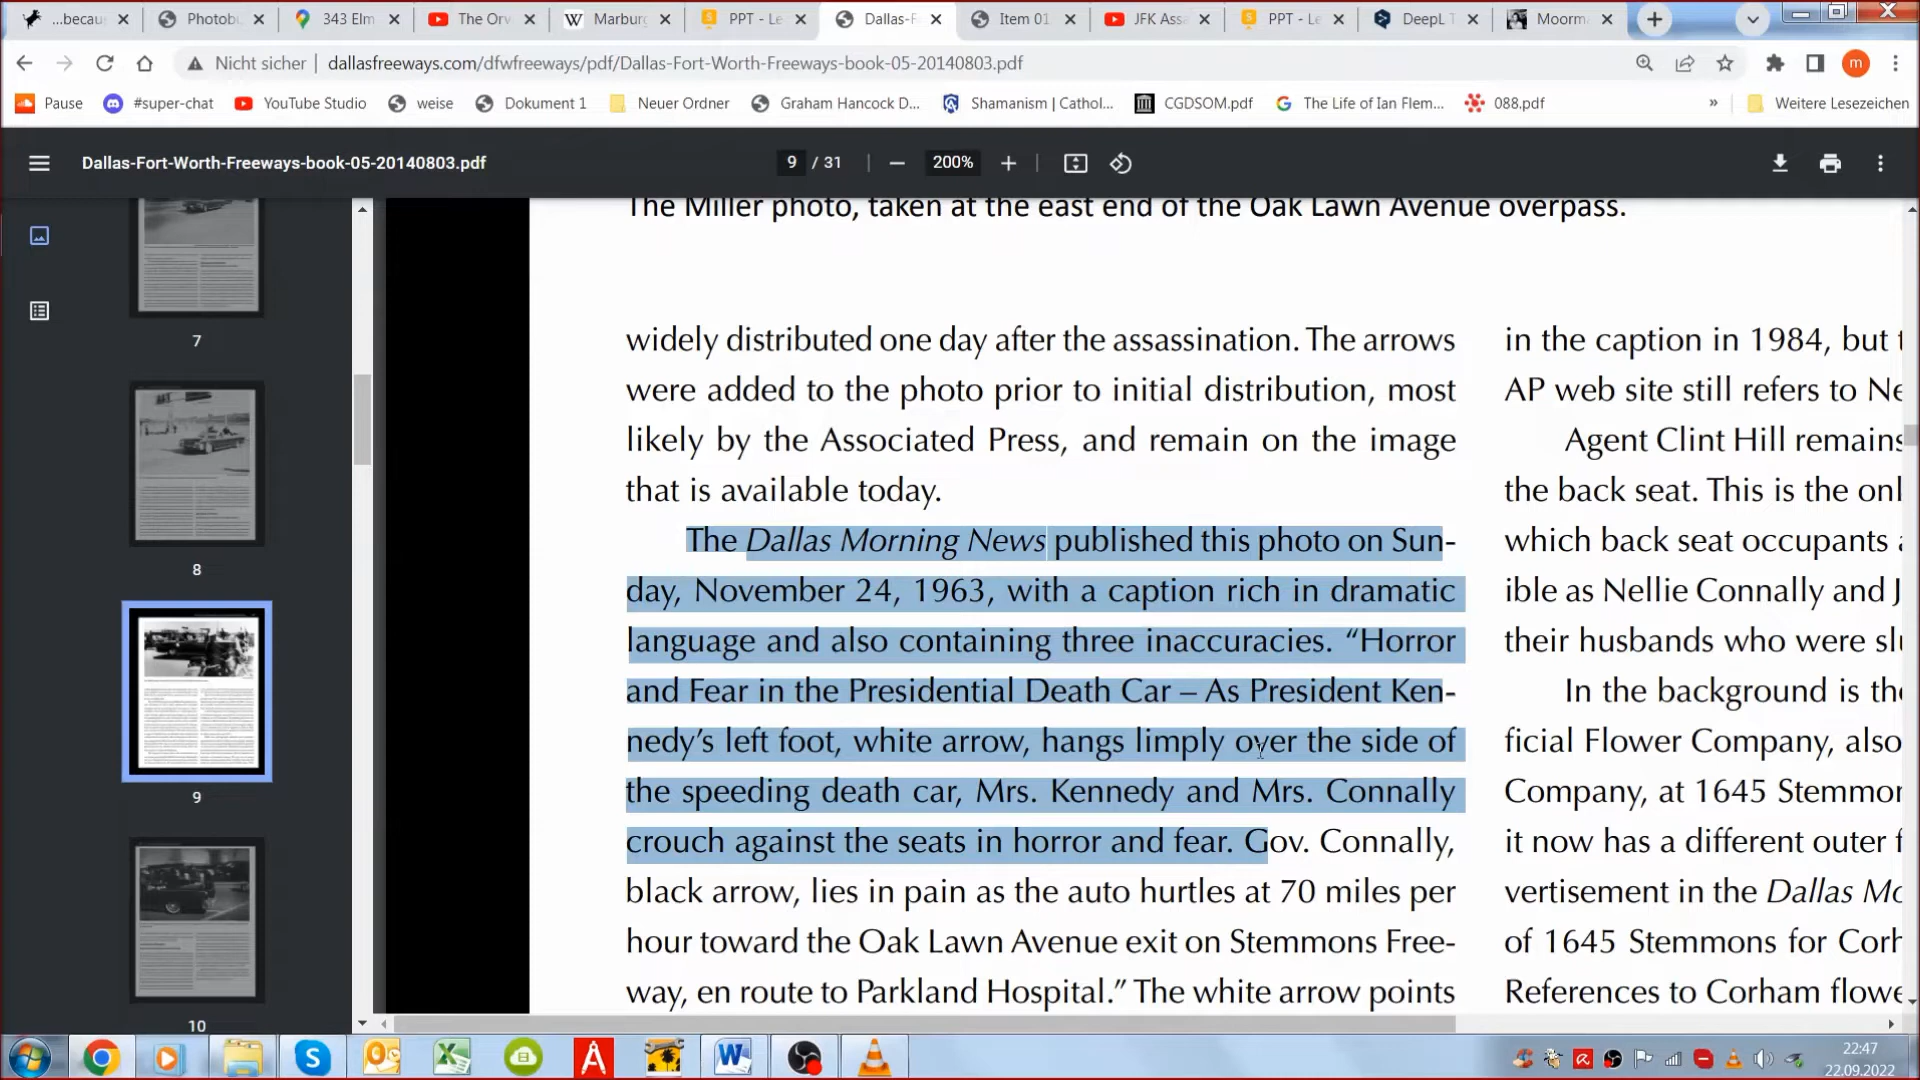 ...becau
Photobu
343 Elm
The Orv
Marburg
PPT - Le
Dallas-F
Item 01
JFK Ass
PPT - Le
DeepL T
Moorm
Nicht sicher
dallasfreeways.com/dfwfreeways/pdf/Dallas-Fort-Worth-Freeways-book-05-20140803.pdf
m
Pause
#super-chat
YouTube Studio
weise
Dokument 1
Neuer Ordner
Graham Hancock D...
Shamanism | Cathol...
CGDSOM.pdf
The Life of Ian Flem...
088.pdf
»
Weitere Lesezeichen
Dallas-Fort-Worth-Freeways-book-05-20140803.pdf
9 / 31
200%
7
8
9
10
The Miller photo, taken at the east end of the Oak Lawn Avenue overpass.
widely distributed one day after the assassination. The arrows
were added to the photo prior to initial distribution, most
likely by the Associated Press, and remain on the image
that is available today.
The Dallas Morning News published this photo on Sun-
day, November 24, 1963, with a caption rich in dramatic
language and also containing three inaccuracies. “Horror
and Fear in the Presidential Death Car – As President Ken-
nedy’s left foot, white arrow, hangs limply over the side of
the speeding death car, Mrs. Kennedy and Mrs. Connally
crouch against the seats in horror and fear. Gov. Connally,
black arrow, lies in pain as the auto hurtles at 70 miles per
hour toward the Oak Lawn Avenue exit on Stemmons Free-
way, en route to Parkland Hospital.” The white arrow points
in the caption in 1984, but t
AP web site still refers to Ne
Agent Clint Hill remains
the back seat. This is the onl
which back seat occupants a
ible as Nellie Connally and J
their husbands who were slu
In the background is the
ficial Flower Company, also
Company, at 1645 Stemmon
it now has a different outer f
vertisement in the Dallas Mo
of 1645 Stemmons for Corh
References to Corham flowe
22:47
22.09.2022